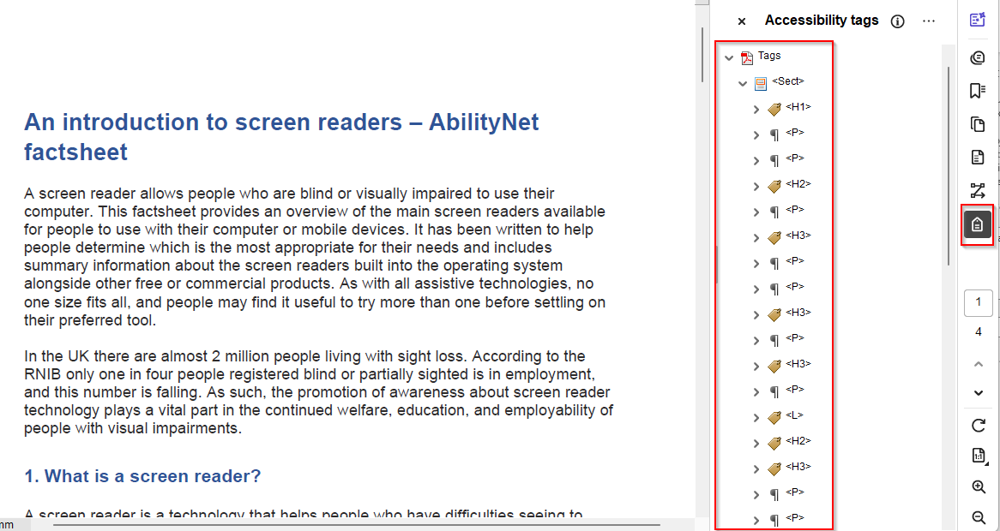 An introduction to screen readers – AbilityNet
factsheet
A screen reader allows people who are blind or visually impaired to use their
computer. This factsheet provides an overview of the main screen readers available
for people to use with their computer or mobile devices. It has been written to help
people determine which is the most appropriate for their needs and includes
summary information about the screen readers built into the operating system
alongside other free or commercial products. As with all assistive technologies, no
one size fits all, and people may find it useful to try more than one before settling on
their preferred tool.
In the UK there are almost 2 million people living with sight loss. According to the
RNIB only one in four people registered blind or partially sighted is in employment,
and this number is falling. As such, the promotion of awareness about screen reader
technology plays a vital part in the continued welfare, education, and employability of
people with visual impairments.
1. What is a screen reader?
A screen reader is a technology that helps people who have difficulties seeing to
mm
Accessibility tags
Tags
<Sect>
<H1>
<P>
<P>
<H2>
<P>
<H3>
<P>
<P>
<H3>
<P>
<H3>
<P>
<L>
<H2>
<H3>
<P>
<P>
1
4
1:1